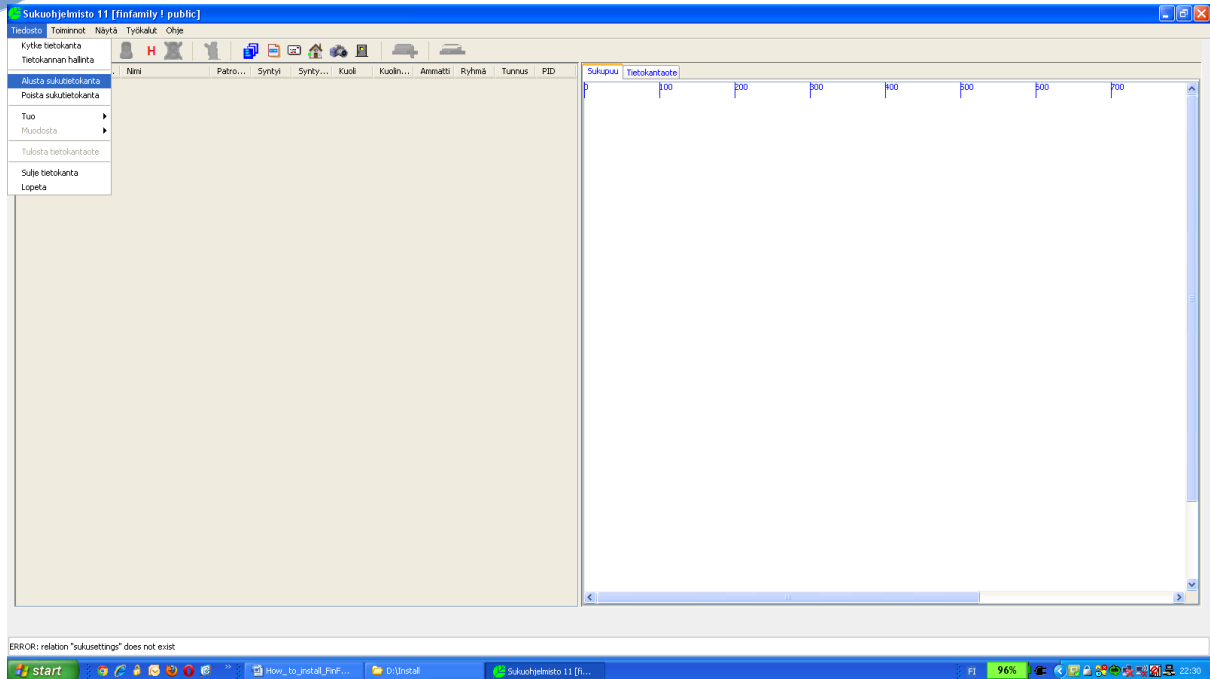 Sukuohjelmisto 11 [finfamily ! public]
Tiedosto Toiminnot Näytä Työkalut Ohje
Kytke tietokanta
Tietokannan hallinta
Alusta sukutietokanta
Poista sukutietokanta
Tuo
Muodosta
Tulosta tietokantaote
Sulje tietokanta
Lopeta
H
. Nimi Patro... Syntyi Synty... Kuoli Kuolin... Ammatti Ryhmä Tunnus PID
Sukupuu Tietokantaote
0 100 200 300 400 500 600 700
ERROR: relation "sukusettings" does not exist
start How_to_install_FinF... D:\Install Sukuohjelmisto 11 [fi... FI 96% 22:30